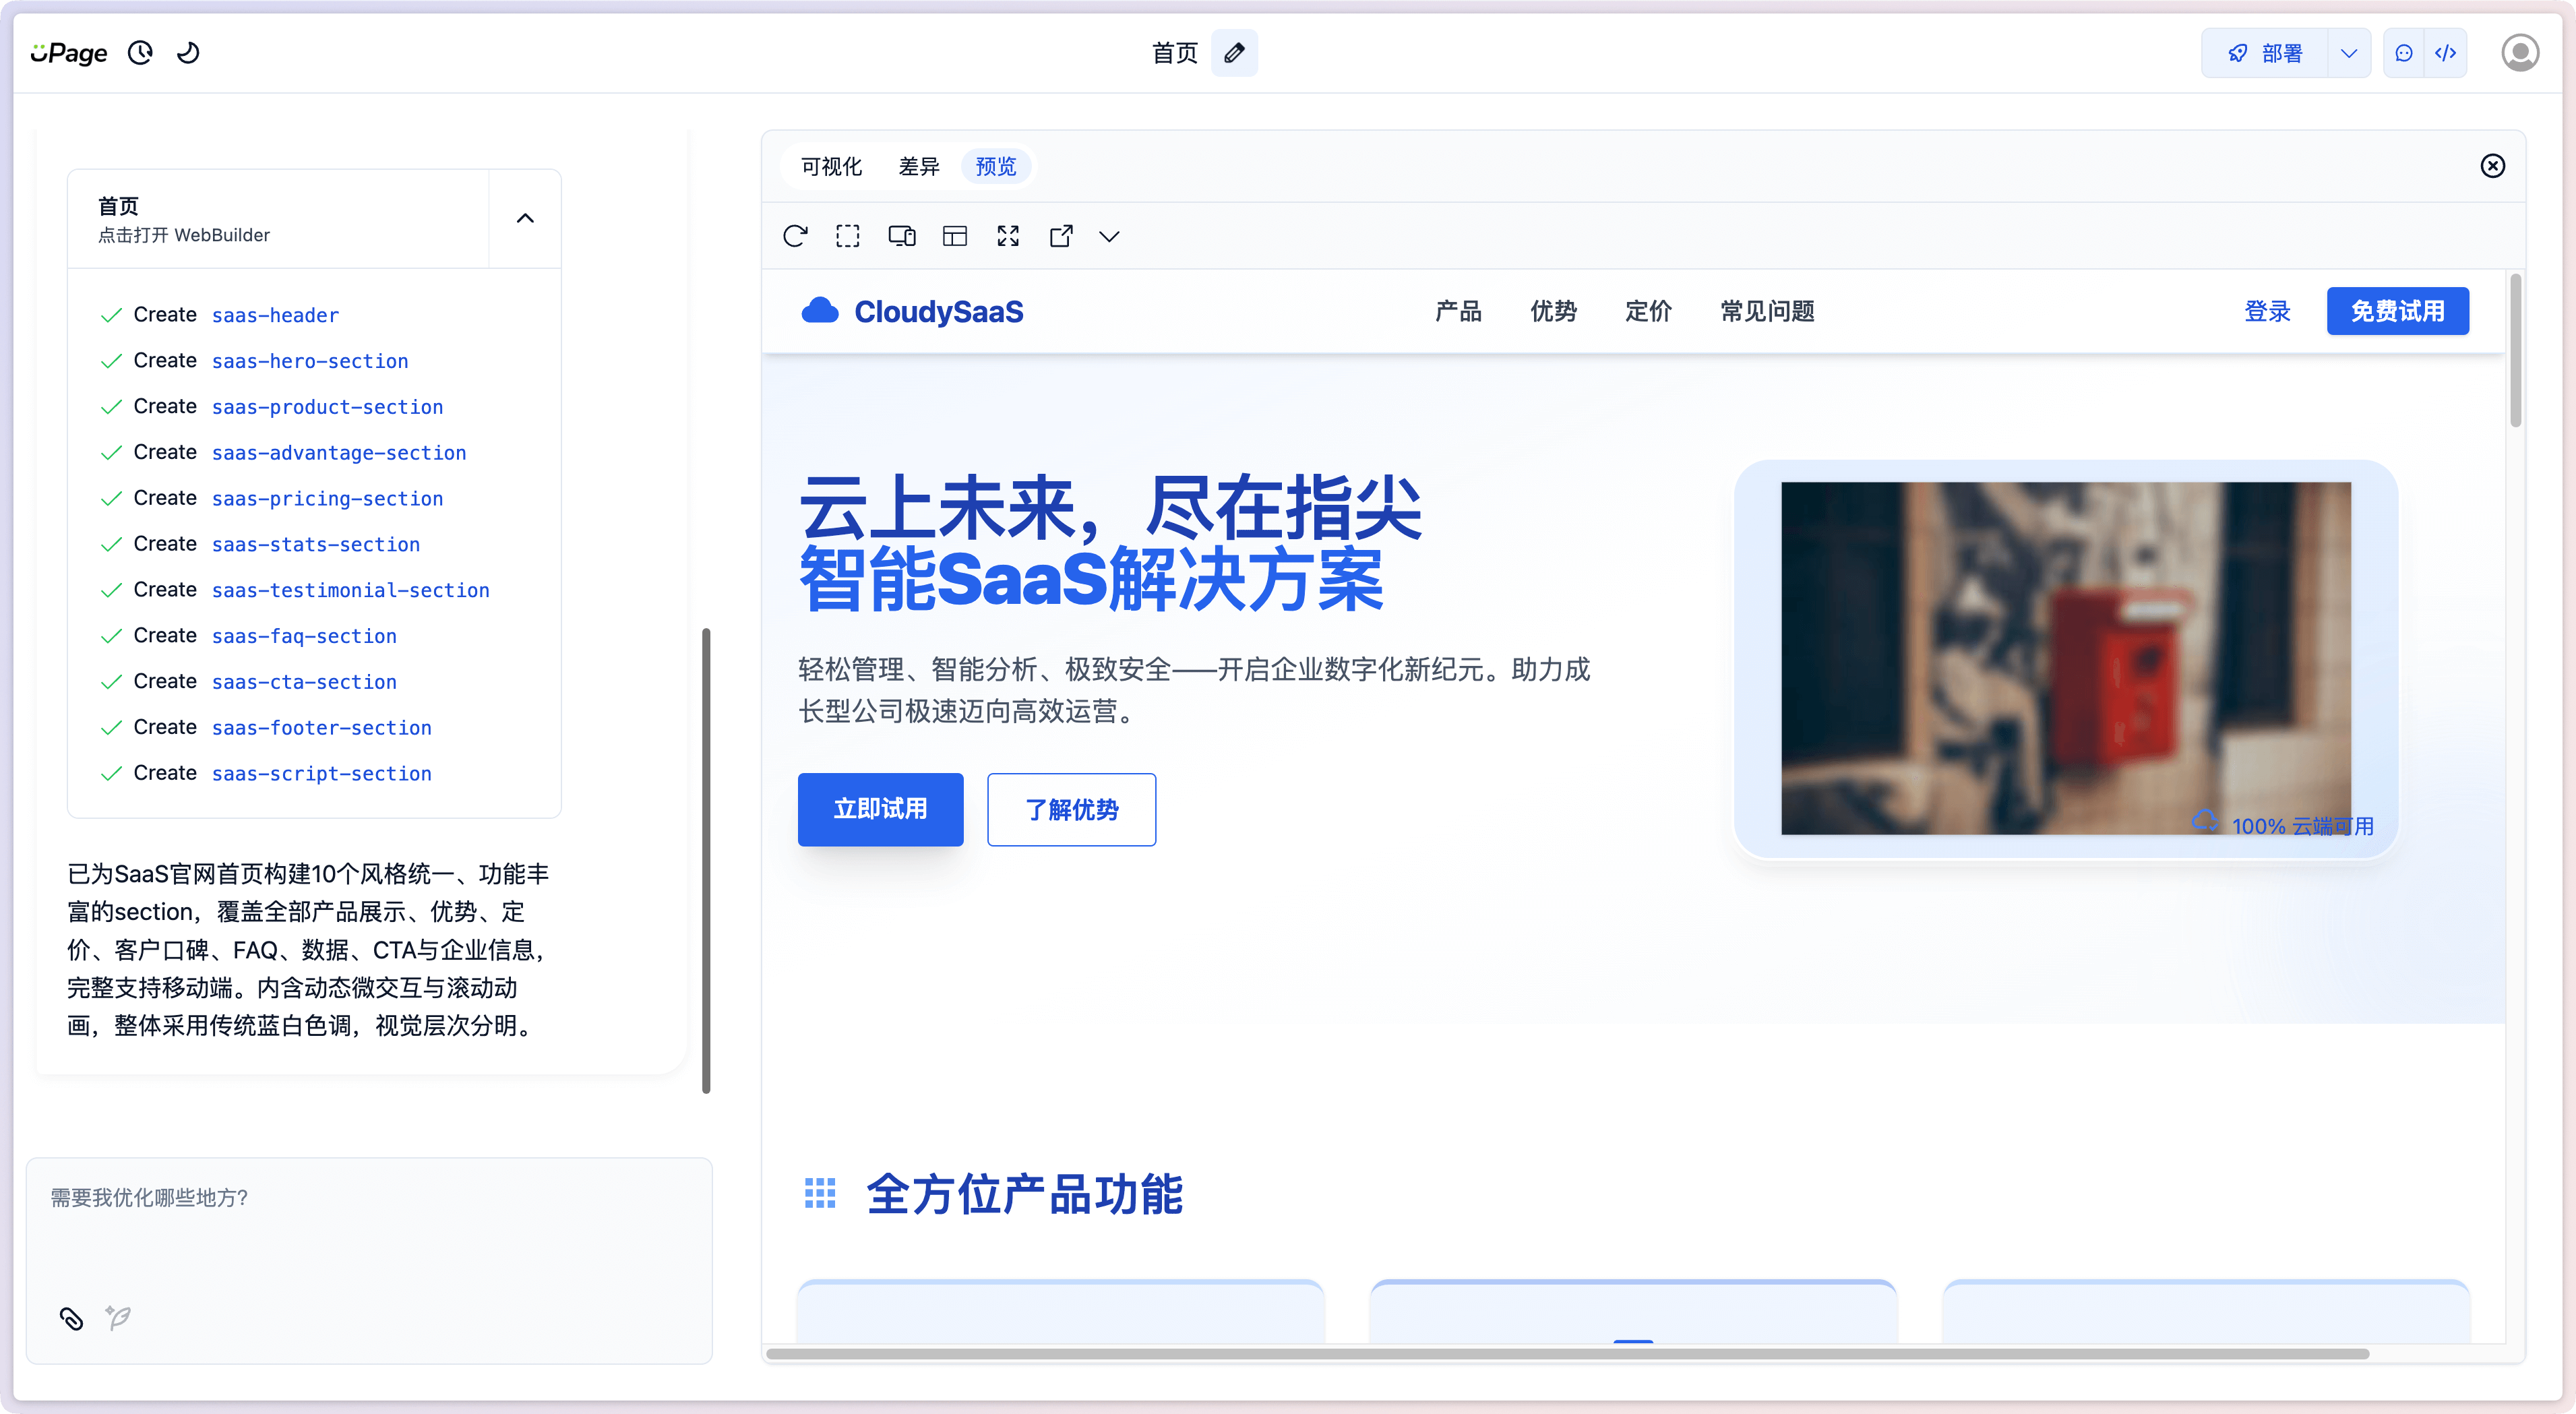 uPage
首页
部署
首页
点击打开 WebBuilder
Create saas-header
Create saas-hero-section
Create saas-product-section
Create saas-advantage-section
Create saas-pricing-section
Create saas-stats-section
Create saas-testimonial-section
Create saas-faq-section
Create saas-cta-section
Create saas-footer-section
Create saas-script-section
已为SaaS官网首页构建10个风格统一、功能丰
富的section，覆盖全部产品展示、优势、定
价、客户口碑、FAQ、数据、CTA与企业信息，
完整支持移动端。内含动态微交互与滚动动
画，整体采用传统蓝白色调，视觉层次分明。
需要我优化哪些地方?
可视化 差异 预览
CloudySaaS
产品 优势 定价 常见问题
登录 免费试用
云上未来，尽在指尖
智能SaaS解决方案
轻松管理、智能分析、极致安全——开启企业数字化新纪元。助力成
长型公司极速迈向高效运营。
立即试用 了解优势
100% 云端可用
全方位产品功能